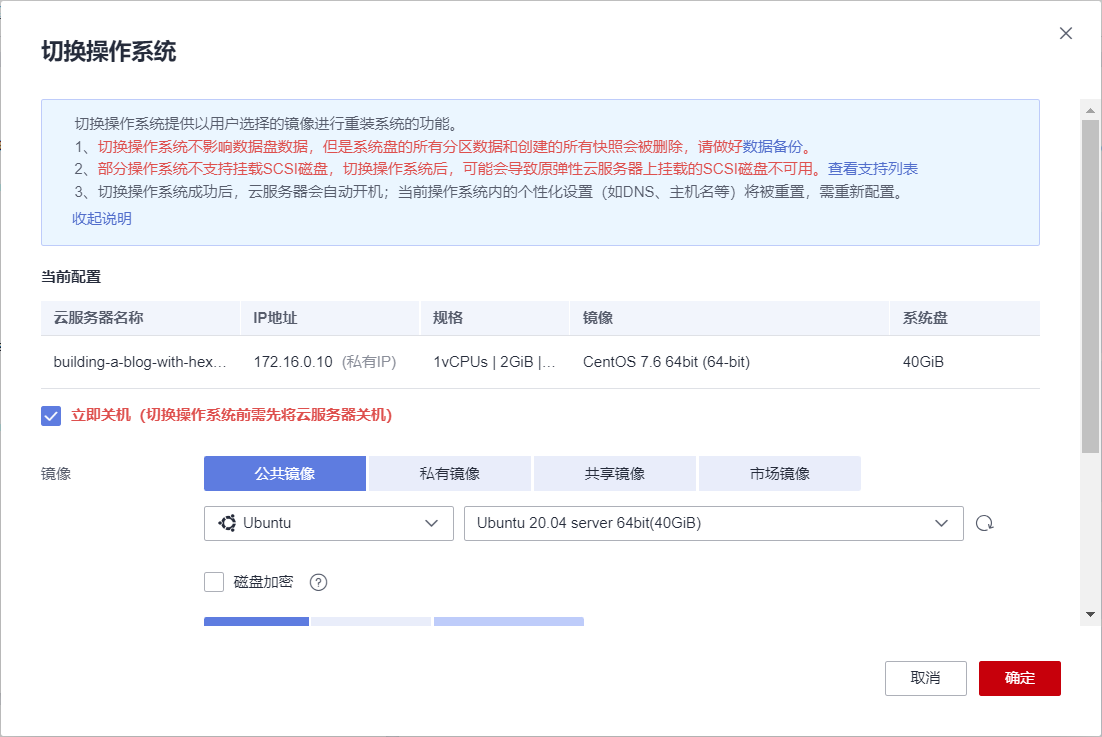 切换操作系统
切换操作系统提供以用户选择的镜像进行重装系统的功能。
1、切换操作系统不影响数据盘数据，但是系统盘的所有分区数据和创建的所有快照会被删除，请做好数据备份。
2、部分操作系统不支持挂载SCSI磁盘，切换操作系统后，可能会导致原弹性云服务器上挂载的SCSI磁盘不可用。查看支持列表
3、切换操作系统成功后，云服务器会自动开机；当前操作系统内的个性化设置（如DNS、主机名等）将被重置，需重新配置。
收起说明
当前配置
云服务器名称 IP地址 规格 镜像 系统盘
building-a-blog-with-hex... 172.16.0.10 (私有IP) 1vCPUs | 2GiB |... CentOS 7.6 64bit (64-bit) 40GiB
立即关机（切换操作系统前需先将云服务器关机）
镜像 公共镜像 私有镜像 共享镜像 市场镜像
Ubuntu Ubuntu 20.04 server 64bit(40GiB)
磁盘加密 ?
取消 确定